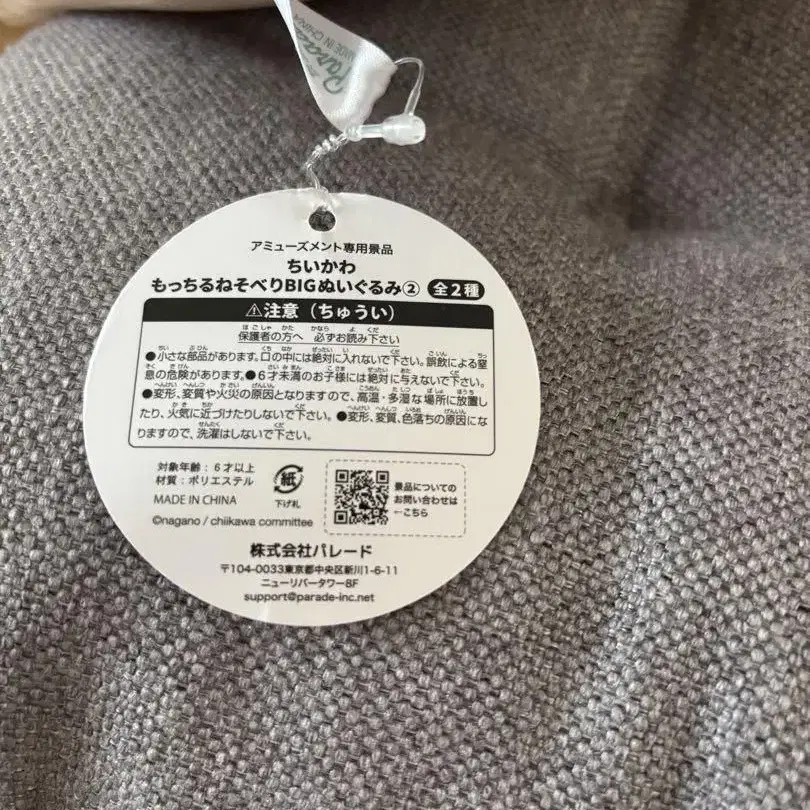 Parade
MADE IN CHINA
アミューズメント専用景品
ちいかわ
もっちるねそべりBIGぬいぐるみ② 全2種
⚠注意(ちゅうい)
保護者の方へ 必ずお読み下さい
●小さな部品があります。口の中には絶対に入れないで下さい。誤飲による窒
息の危険があります。●6才未満のお子様には絶対に与えないで下さい。
●変形、変質や火災の原因となりますので、高温・多湿な場所に放置し
たり、火気に近づけたりしないで下さい。●変形、変質、色落ちの原因にな
りますので、洗濯はしないで下さい。
対象年齢:6才以上
材質:ポリエステル
MADE IN CHINA
©nagano / chiikawa committee
紙
下げ札
景品についての
お問い合わせは
←こちら
株式会社パレード
〒104-0033東京都中央区新川1-6-11
ニューリバータワー8F
support@parade-inc.net